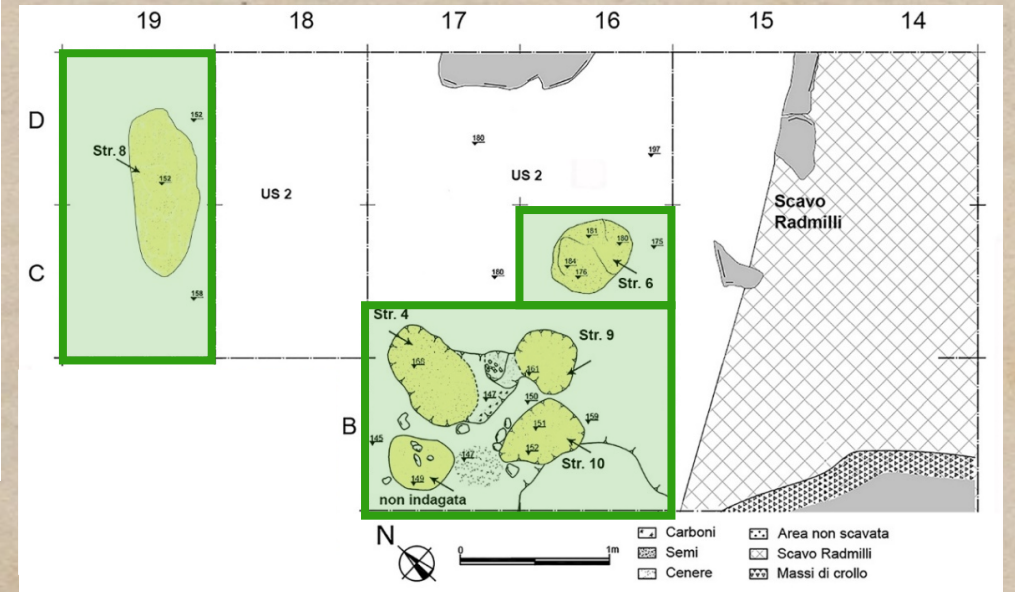 19 18 17 16 15 14
D
152
Str. 8
152
180
197
US 2
US 2
Scavo
Radmilli
C
151
180
175
184
176
180
Str. 6
158
Str. 4
Str. 9
161
147
150
159
B
145
151
152
147
Str. 10
149
non indagata
N
0 1m
Carboni
Semi
Cenere
Area non scavata
Scavo Radmilli
Massi di crollo